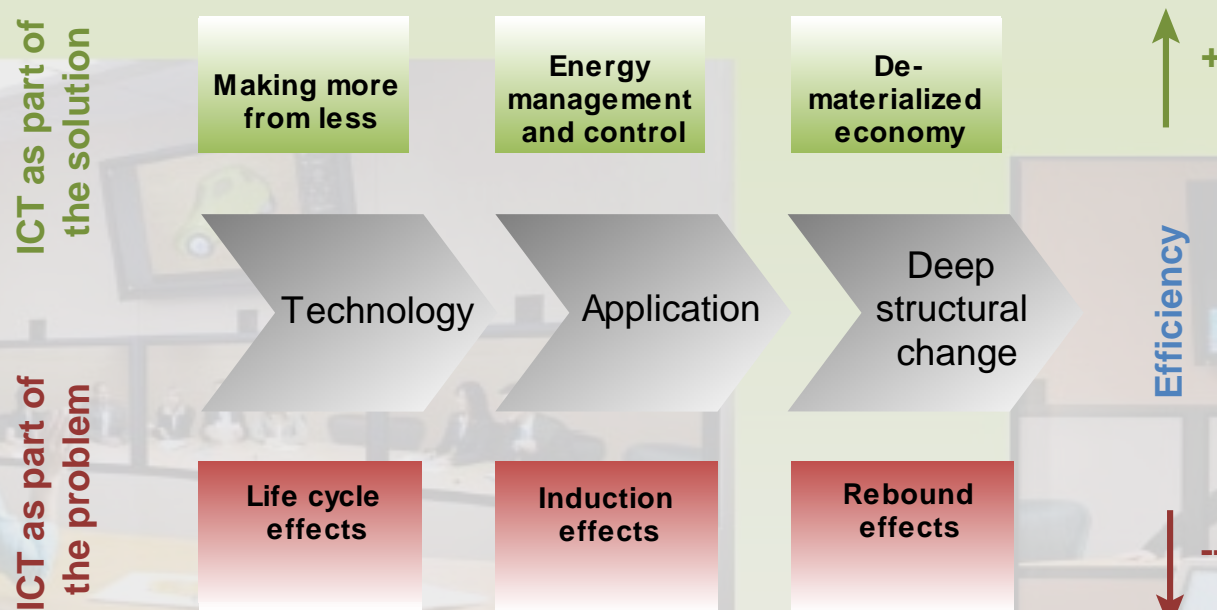 ICT as part of
the solution
Making more
from less
Energy
management
and control
De-
materialized
economy
+
Technology
Application
Deep
structural
change
Efficiency
ICT as part of
the problem
Life cycle
effects
Induction
effects
Rebound
effects